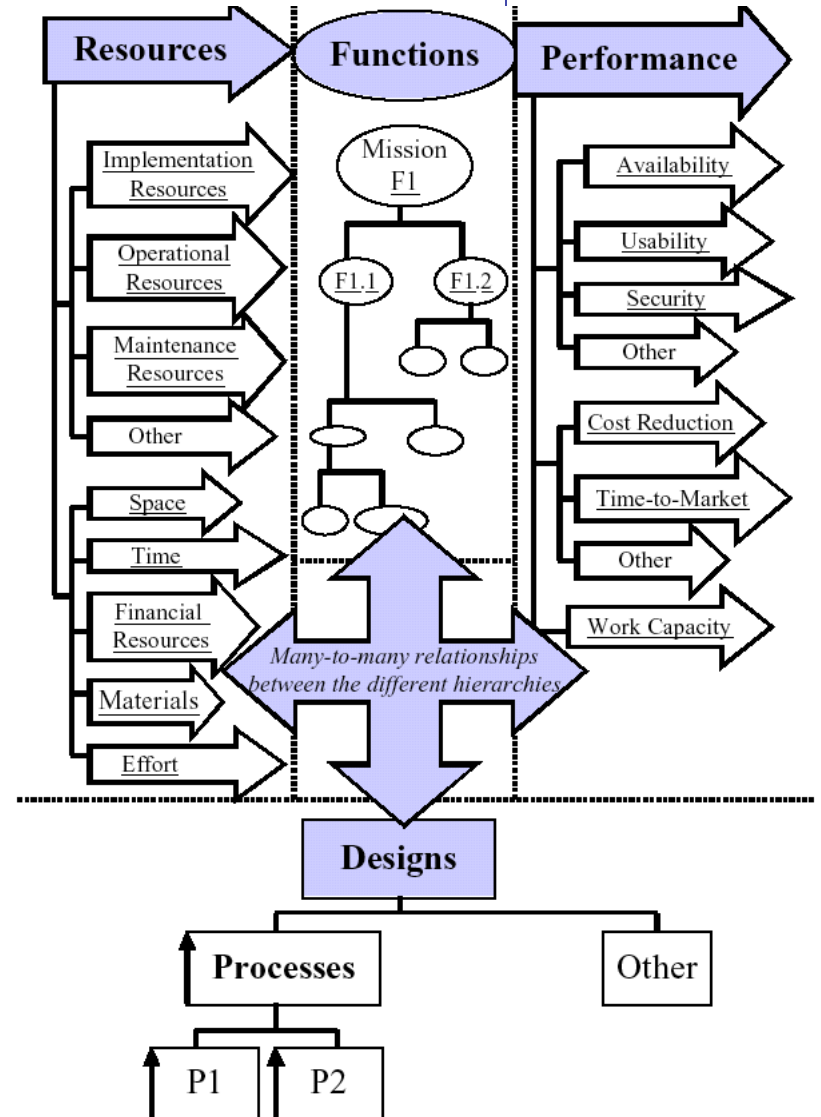 Resources
Functions
Performance
Implementation
Resources
Operational
Resources
Maintenance
Resources
Other
Space
Time
Financial
Resources
Materials
Effort
Mission
F1
F1.1
F1.2
Availability
Usability
Security
Other
Cost Reduction
Time-to-Market
Other
Work Capacity
Many-to-many relationships
between the different hierarchies
Designs
Processes
Other
P1
P2